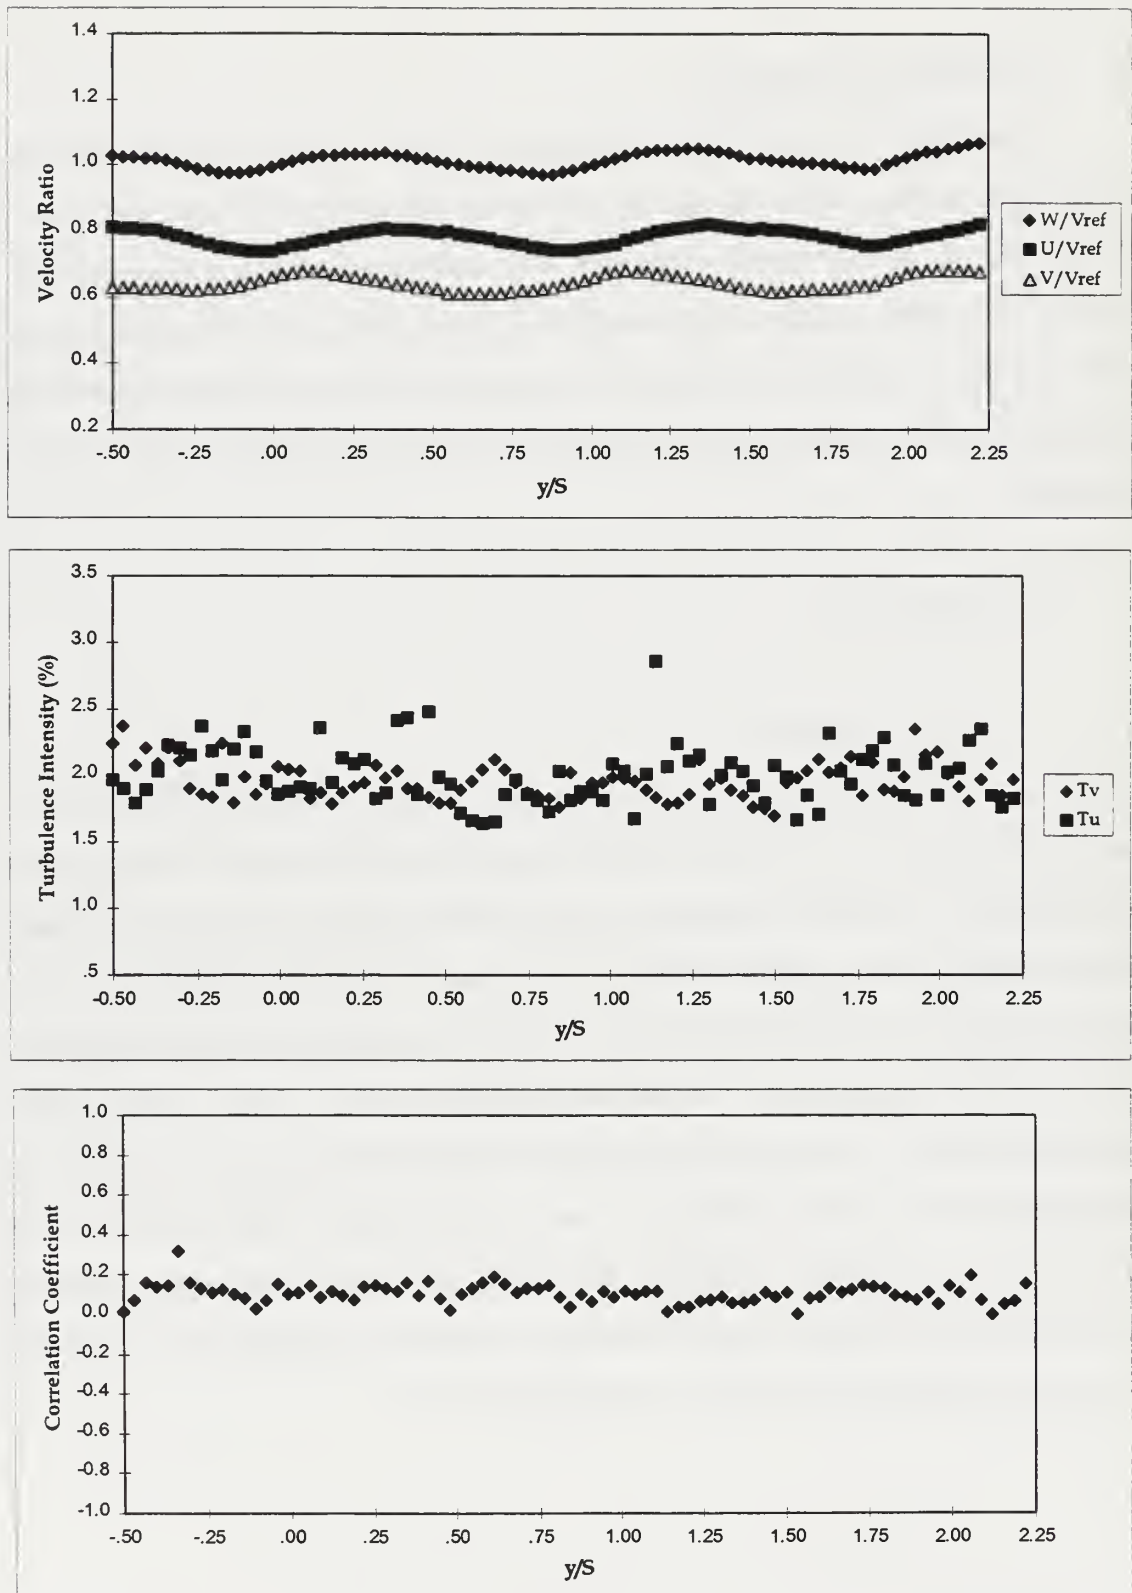 1.4
1.2
1.0
0.8
0.6
0.4
0.2
Velocity Ratio
-.50 -.25 .00 .25 .50 .75 1.00 1.25 1.50 1.75 2.00 2.25
y/S
W/Vref
U/Vref
V/Vref
3.5
3.0
2.5
2.0
1.5
1.0
.5
Turbulence Intensity (%)
-0.50 -0.25 0.00 0.25 0.50 0.75 1.00 1.25 1.50 1.75 2.00 2.25
y/S
Tv
Tu
1.0
0.8
0.6
0.4
0.2
0.0
-0.2
-0.4
-0.6
-0.8
-1.0
Correlation Coefficient
-.50 -.25 .00 .25 .50 .75 1.00 1.25 1.50 1.75 2.00 2.25
y/S